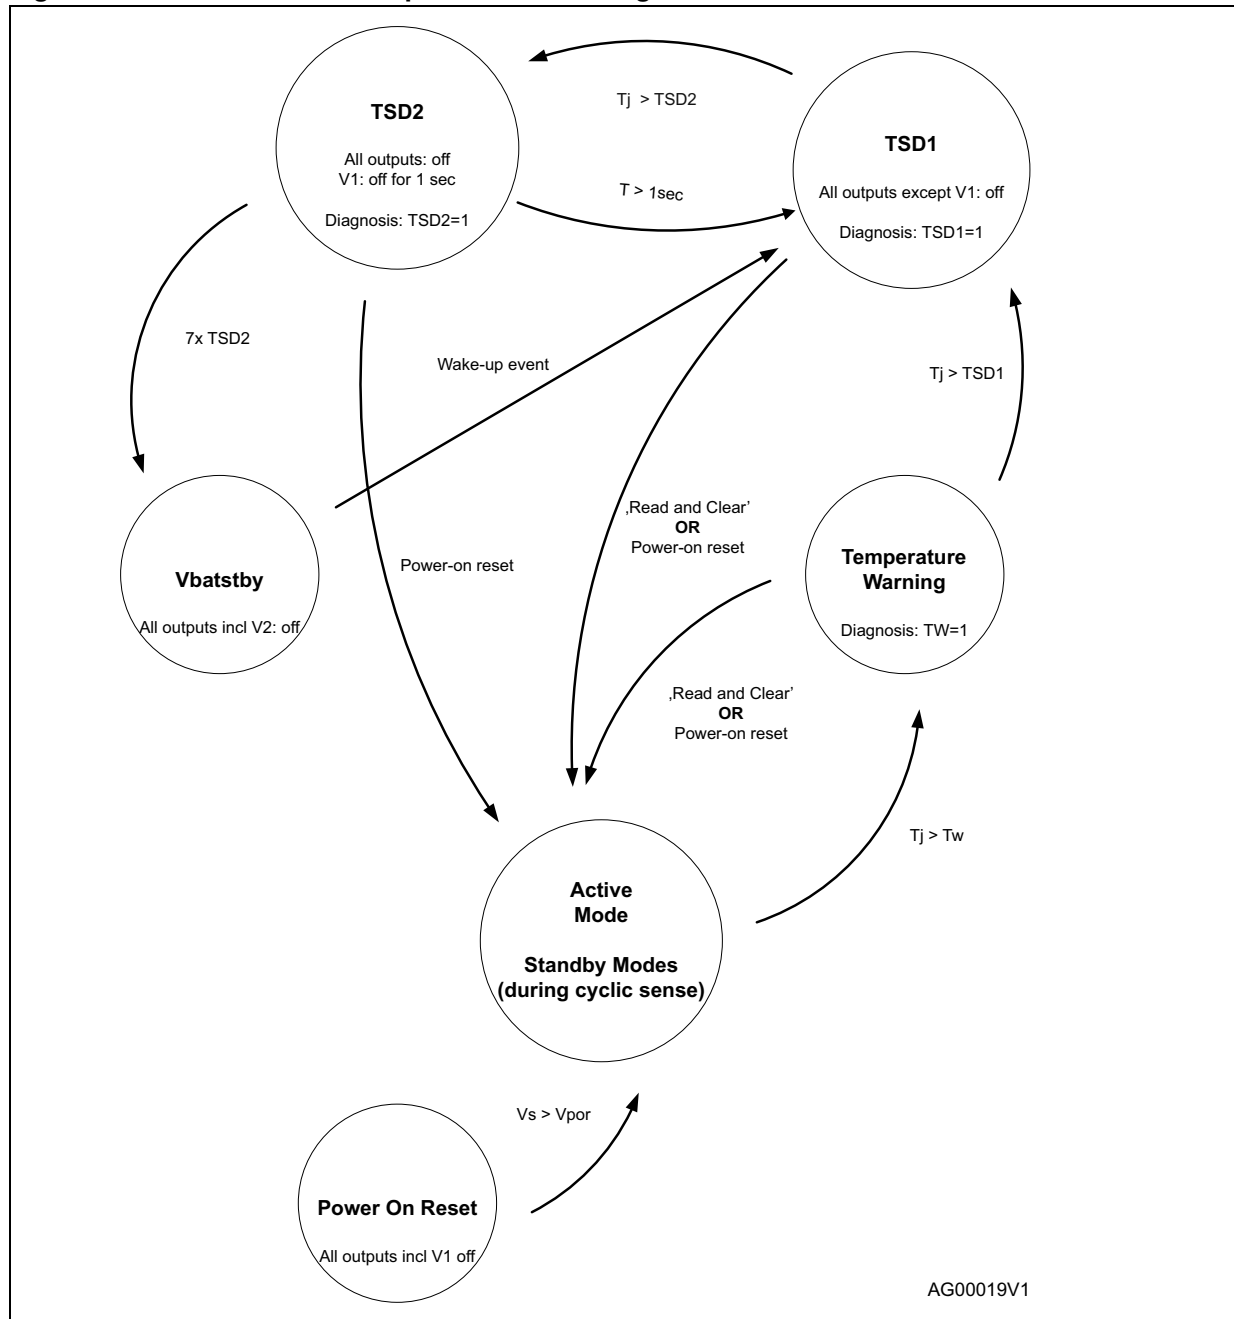 Tj > TSD2
TSD2
All outputs: off
V1: off for 1 sec
Diagnosis: TSD2=1
TSD1
All outputs except V1: off
Diagnosis: TSD1=1
T > 1sec
7x TSD2
Wake-up event
Tj > TSD1
‚Read and Clear’
OR
Power-on reset
Power-on reset
Vbatstby
All outputs incl V2: off
Temperature
Warning
Diagnosis: TW=1
‚Read and Clear’
OR
Power-on reset
Tj > Tw
Active
Mode
Standby Modes
(during cyclic sense)
Vs > Vpor
Power On Reset
All outputs incl V1 off
AG00019V1